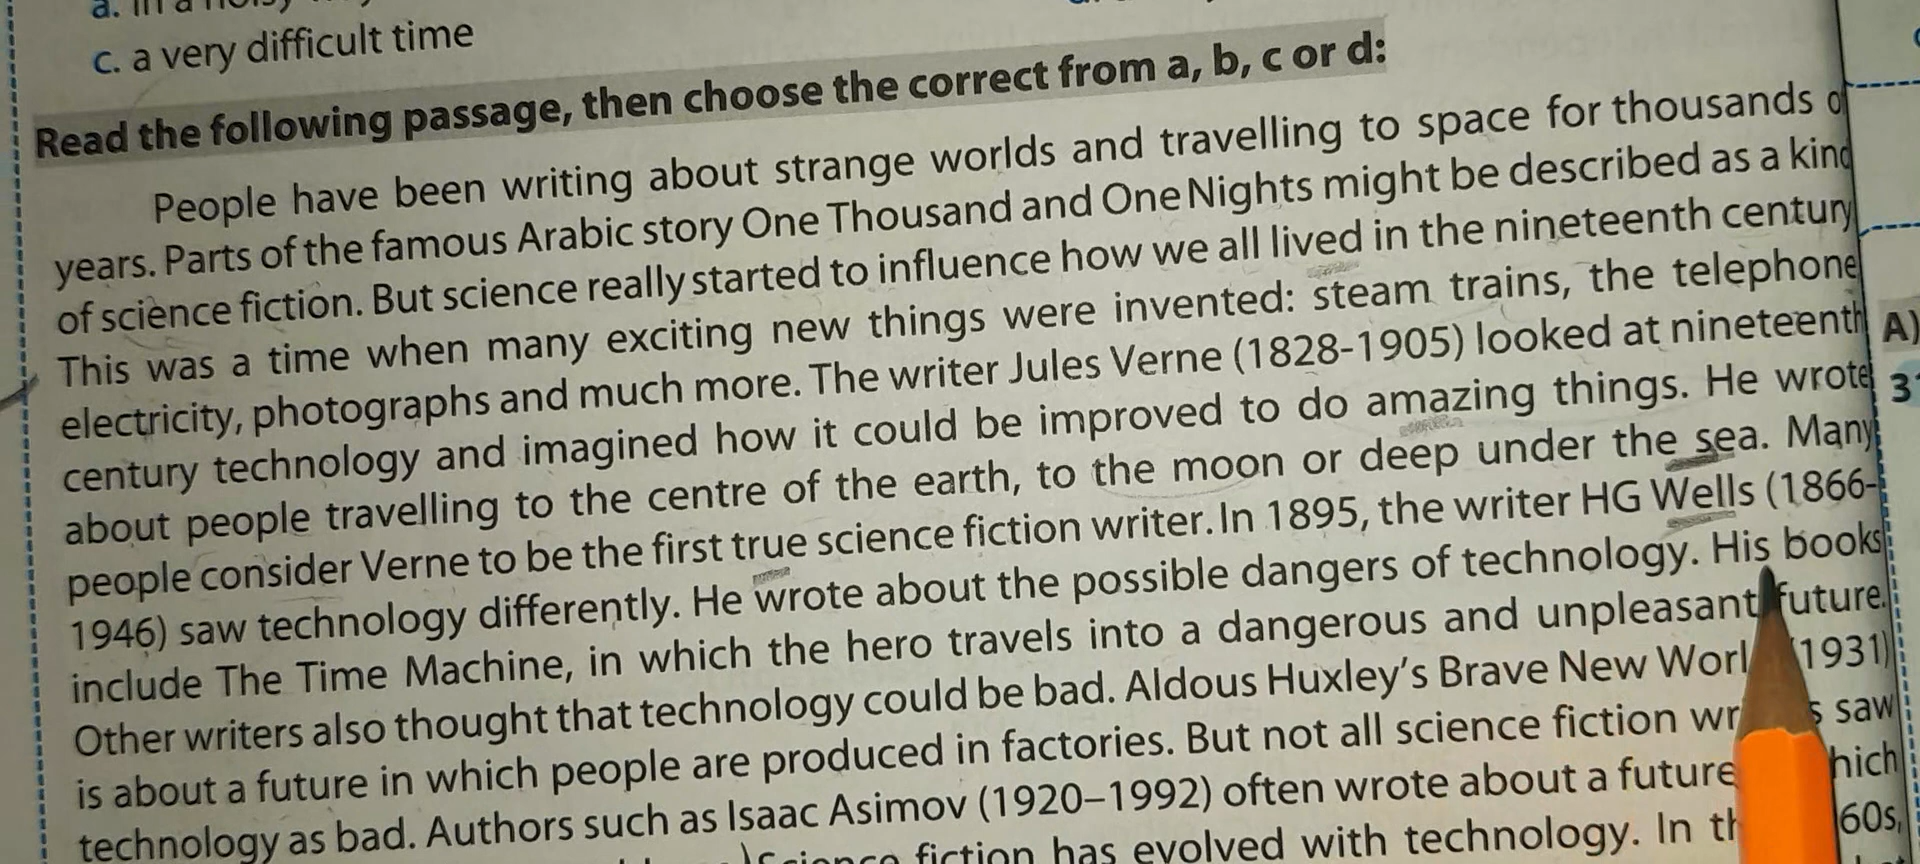 a. in a noisy
c. a very difficult time
Read the following passage, then choose the correct from a, b, c or d:
People have been writing about strange worlds and travelling to space for thousands of
years. Parts of the famous Arabic story One Thousand and One Nights might be described as a kind
of science fiction. But science really started to influence how we all lived in the nineteenth century
This was a time when many exciting new things were invented: steam trains, the telephone
electricity, photographs and much more. The writer Jules Verne (1828-1905) looked at nineteenth
century technology and imagined how it could be improved to do amazing things. He wrote
about people travelling to the centre of the earth, to the moon or deep under the sea. Many
people consider Verne to be the first true science fiction writer. In 1895, the writer HG Wells (1866-
1946) saw technology differently. He wrote about the possible dangers of technology. His books
include The Time Machine, in which the hero travels into a dangerous and unpleasant future.
Other writers also thought that technology could be bad. Aldous Huxley's Brave New Worl (1931)
is about a future in which people are produced in factories. But not all science fiction wr s saw
technology as bad. Authors such as Isaac Asimov (1920–1992) often wrote about a future hich
Science fiction has evolved with technology. In th 60s,
A)
3